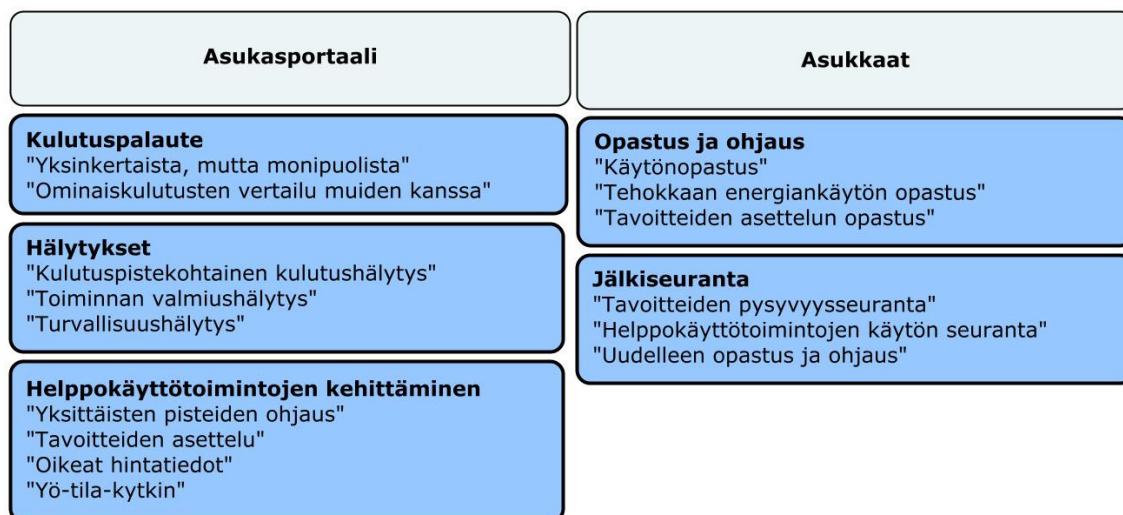 Asukasportaali
Kulutuspalaute
"Yksinkertaista, mutta monipuolista"
"Ominaiskulutusten vertailu muiden kanssa"
Hälytykset
"Kulutuspistekohtainen kulutushälytys"
"Toiminnan valmiushälytys"
"Turvallisuushälytys"
Helppokäyttötoimintojen kehittäminen
"Yksittäisten pisteiden ohjaus"
"Tavoitteiden asettelu"
"Oikeat hintatiedot"
"Yö-tila-kytkin"
Asukkaat
Opastus ja ohjaus
"Käytönopastus"
"Tehokkaan energiankäytön opastus"
"Tavoitteiden asettelun opastus"
Jälkiseuranta
"Tavoitteiden pysyvyysseuranta"
"Helppokäyttötoimintojen käytön seuranta"
"Uudelleen opastus ja ohjaus"